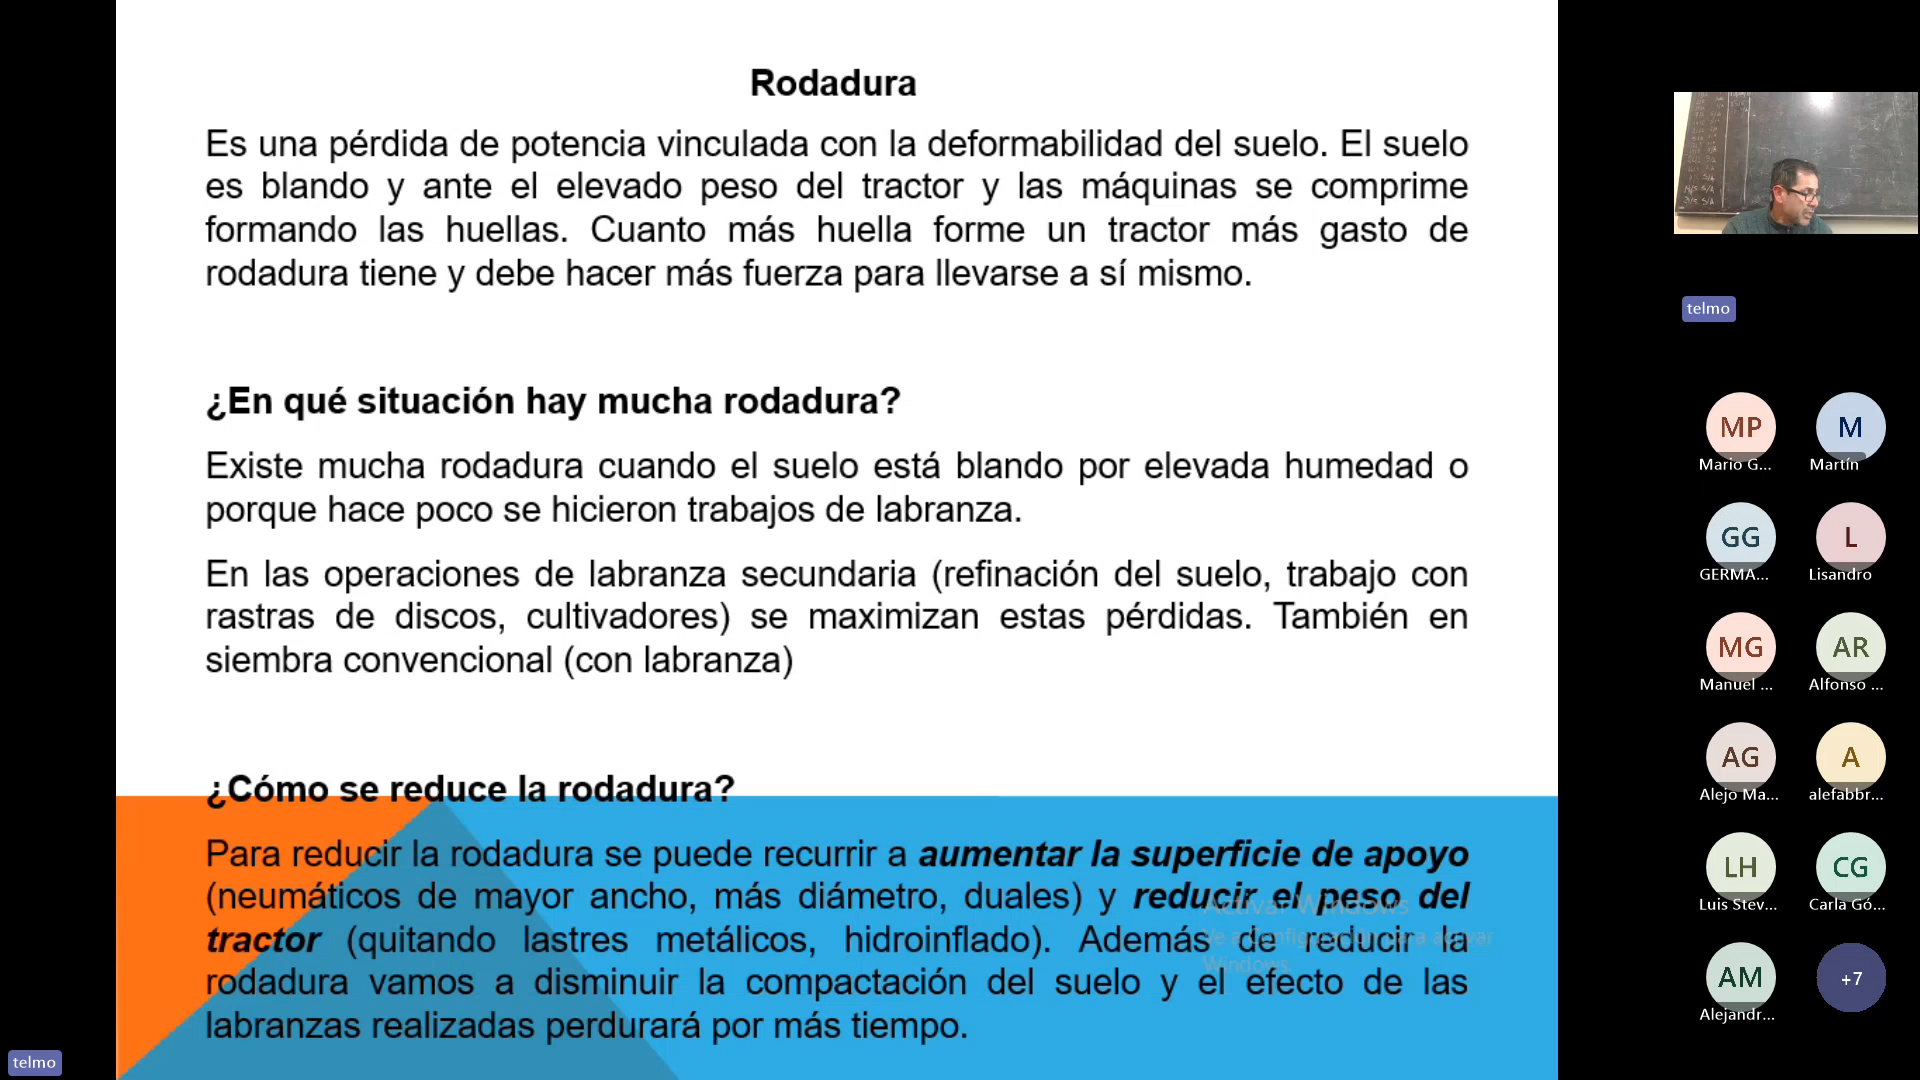 Rodadura
Es una pérdida de potencia vinculada con la deformabilidad del suelo. El suelo
es blando y ante el elevado peso del tractor y las máquinas se comprime
formando las huellas. Cuanto más huella forme un tractor más gasto de
rodadura tiene y debe hacer más fuerza para llevarse a sí mismo.
¿En qué situación hay mucha rodadura?
Existe mucha rodadura cuando el suelo está blando por elevada humedad o
porque hace poco se hicieron trabajos de labranza.
En las operaciones de labranza secundaria (refinación del suelo, trabajo con
rastras de discos, cultivadores) se maximizan estas pérdidas. También en
siembra convencional (con labranza)
¿Cómo se reduce la rodadura?
Para reducir la rodadura se puede recurrir a aumentar la superficie de apoyo
(neumáticos de mayor ancho, más diámetro, duales) y reducir el peso del
tractor (quitando lastres metálicos, hidroinflado). Además de reducir la
rodadura vamos a disminuir la compactación del suelo y el efecto de las
labranzas realizadas perdurará por más tiempo.
Activar Windows
Ve a Configuración para activar
Windows.
telmo
telmo
MP
M
Mario G...
Martín
GG
L
GERMA...
Lisandro
MG
AR
Manuel ...
Alfonso ...
AG
A
Alejo Ma...
alefabbr...
LH
CG
Luis Stev...
Carla Gó...
AM
+7
Alejandr...